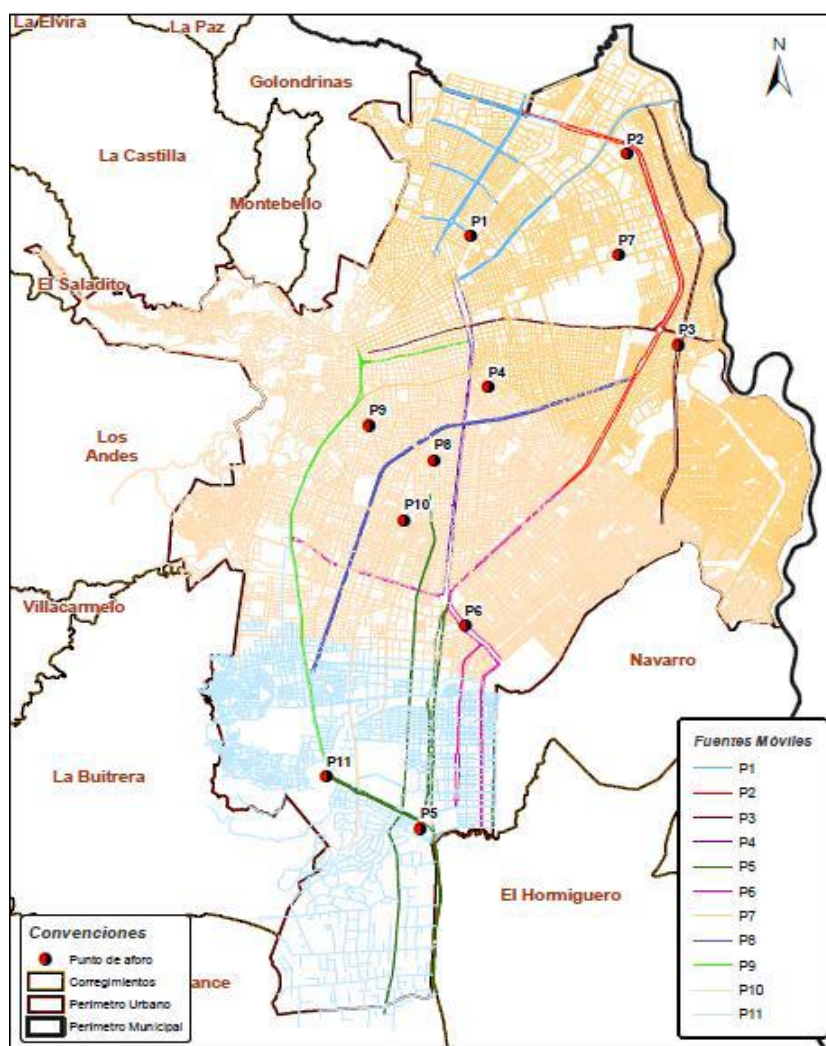 La Elvira
La Paz
N
Golondrinas
La Castilla
P2
Montebello
P1
P7
El Saladito
P3
P4
P9
Los
Andes
P8
P10
Villacarmelo
P6
Navarro
P11
La Buitrera
P5
El Hormiguero
ance
Fuentes Móviles
P1
P2
P3
P4
P5
P6
P7
P8
P9
P10
P11
Convenciones
Punto de aforo
Corregimientos
Perímetro Urbano
Perímetro Municipal